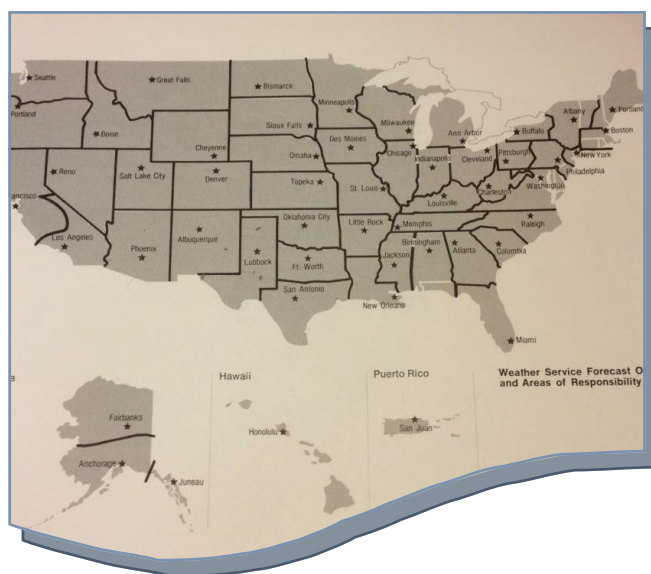 Seattle
Great Falls
Bismarck
Portland
Minneapolis
Boise
Sioux Falls
Milwaukee
Ann Arbor
Buffalo
Albany
Portland
Boston
Cheyenne
Omaha
Des Moines
Chicago
Indianapolis
Cleveland
Pittsburgh
New York
Philadelphia
Reno
Salt Lake City
Denver
Topeka
St. Louis
Louisville
Charleston
Washington
ancisco
Los Angeles
Phoenix
Albuquerque
Oklahoma City
Little Rock
Memphis
Raleigh
Lubbock
Ft. Worth
Jackson
Birmingham
Atlanta
Columbia
San Antonio
New Orleans
Miami
Hawaii
Puerto Rico
Weather Service Forecast O
and Areas of Responsibility
Fairbanks
Honolulu
San Juan
Anchorage
Juneau